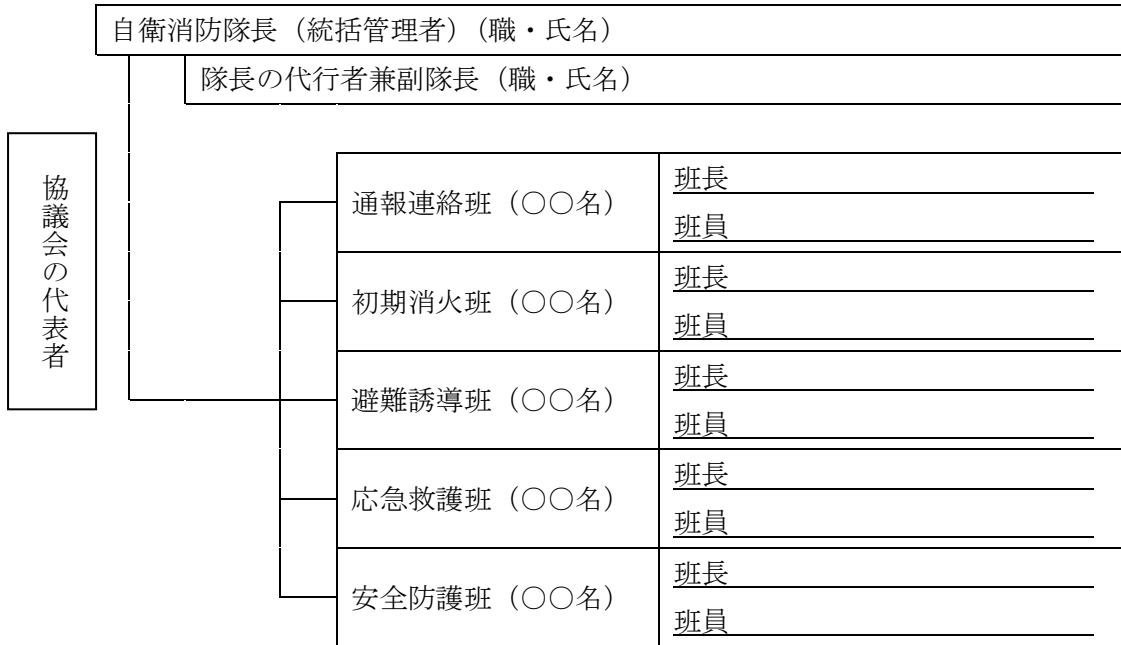 自衛消防隊長（統括管理者）（職・氏名）
隊長の代行者兼副隊長（職・氏名）
協議会の代表者
通報連絡班（○○名）
班長
班員
初期消火班（○○名）
班長
班員
避難誘導班（○○名）
班長
班員
応急救護班（○○名）
班長
班員
安全防護班（○○名）
班長
班員